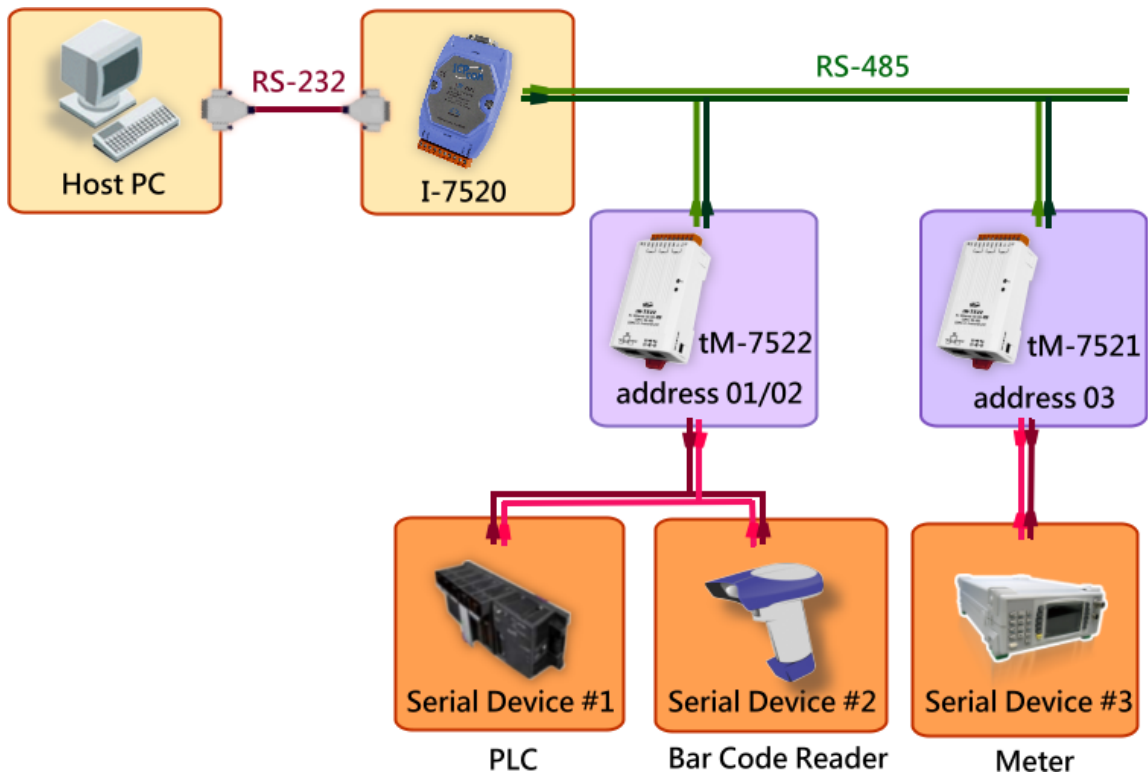 RS-232
RS-485
Host PC
I-7520
tM-7522
address 01/02
tM-7521
address 03
Serial Device #1
Serial Device #2
Serial Device #3
PLC
Bar Code Reader
Meter